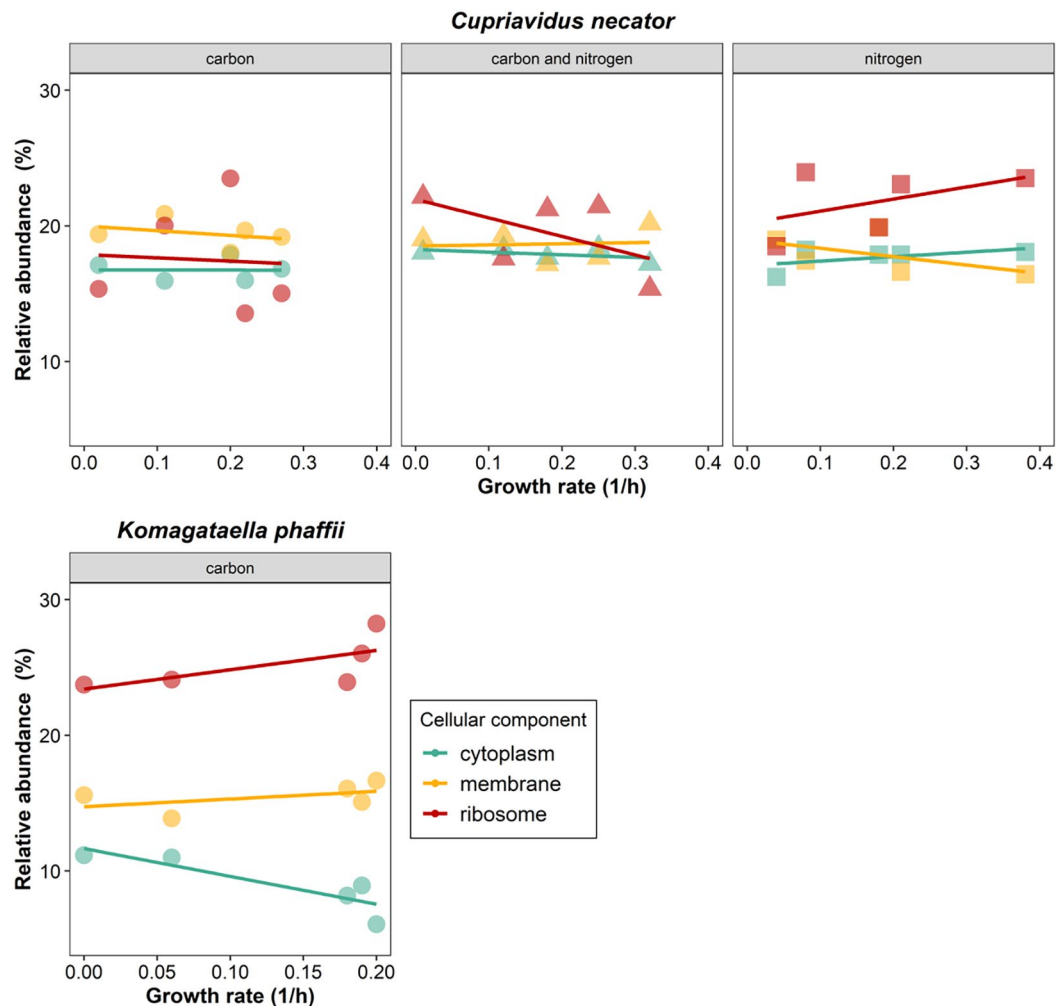 Cupriavidus necator
carbon
carbon and nitrogen
nitrogen
Relative abundance (%)
30
20
10
0.0 0.1 0.2 0.3 0.4
0.0 0.1 0.2 0.3 0.4
0.0 0.1 0.2 0.3 0.4
Growth rate (1/h)
Komagataella phaffii
carbon
Relative abundance (%)
30
20
10
0.00 0.05 0.10 0.15 0.20
Growth rate (1/h)
Cellular component
cytoplasm
membrane
ribosome